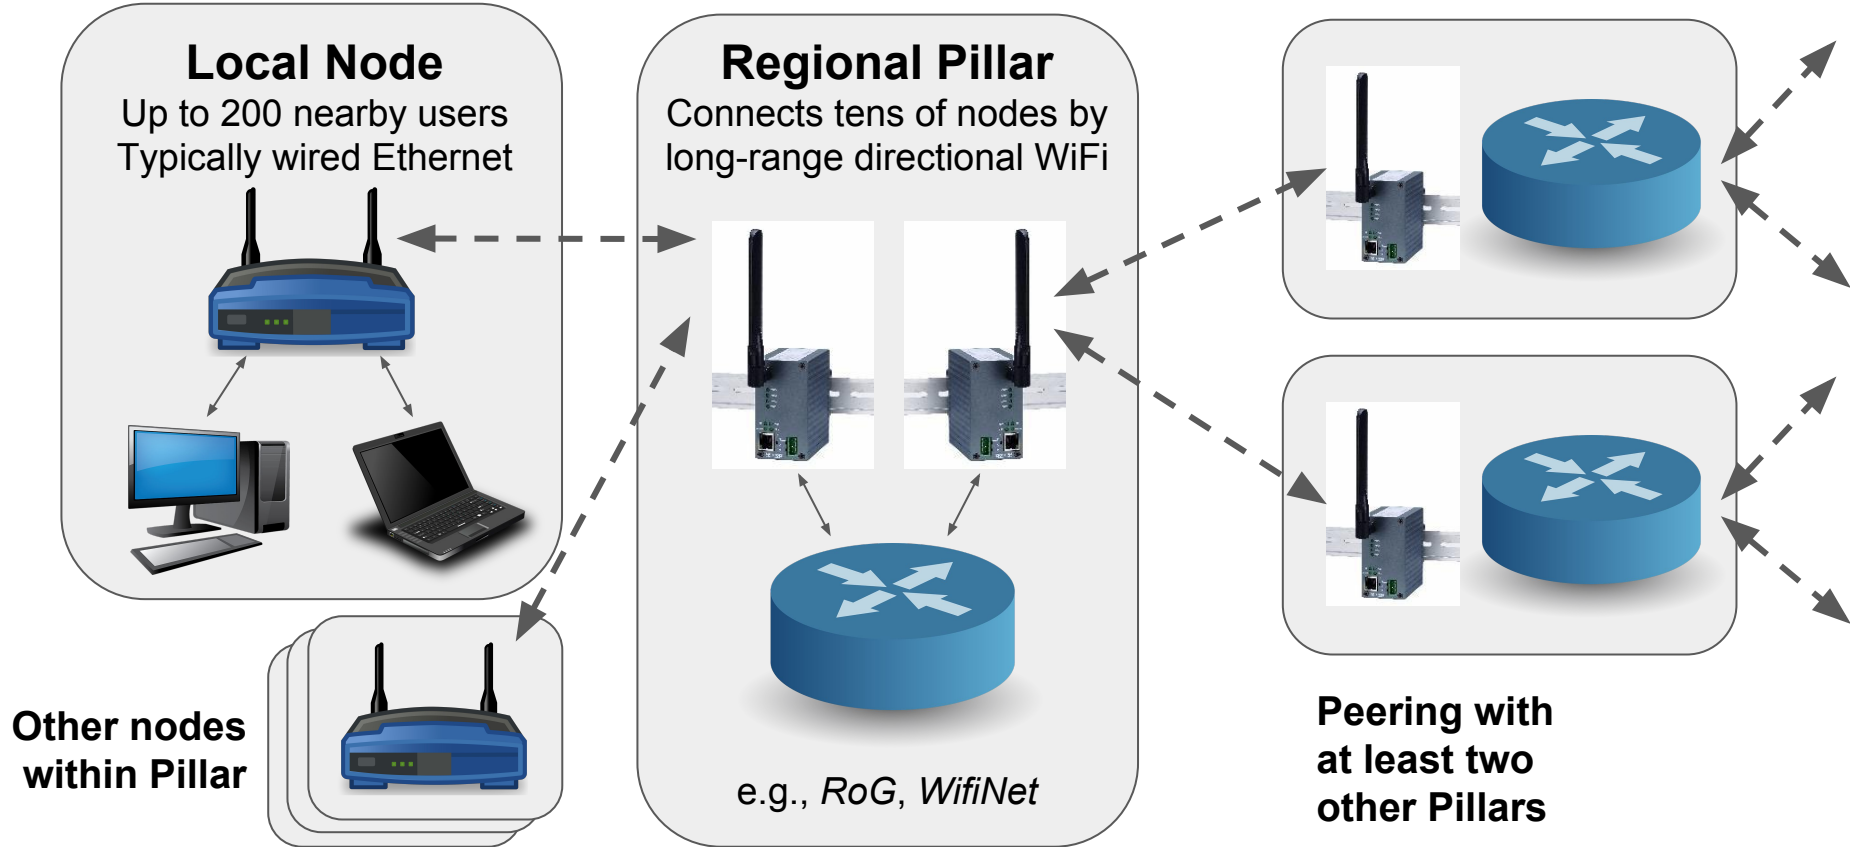 Local Node
Up to 200 nearby users
Typically wired Ethernet
Regional Pillar
Connects tens of nodes by
long-range directional WiFi
e.g., RoG, WifiNet
Other nodes
within Pillar
Peering with
at least two
other Pillars